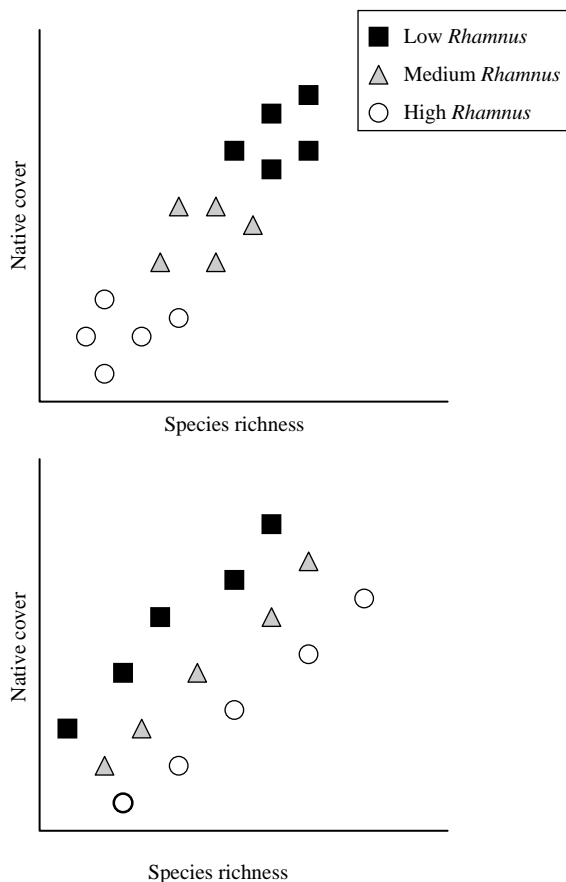 Low Rhamnus
Medium Rhamnus
High Rhamnus
Native cover
Species richness
Native cover
Species richness